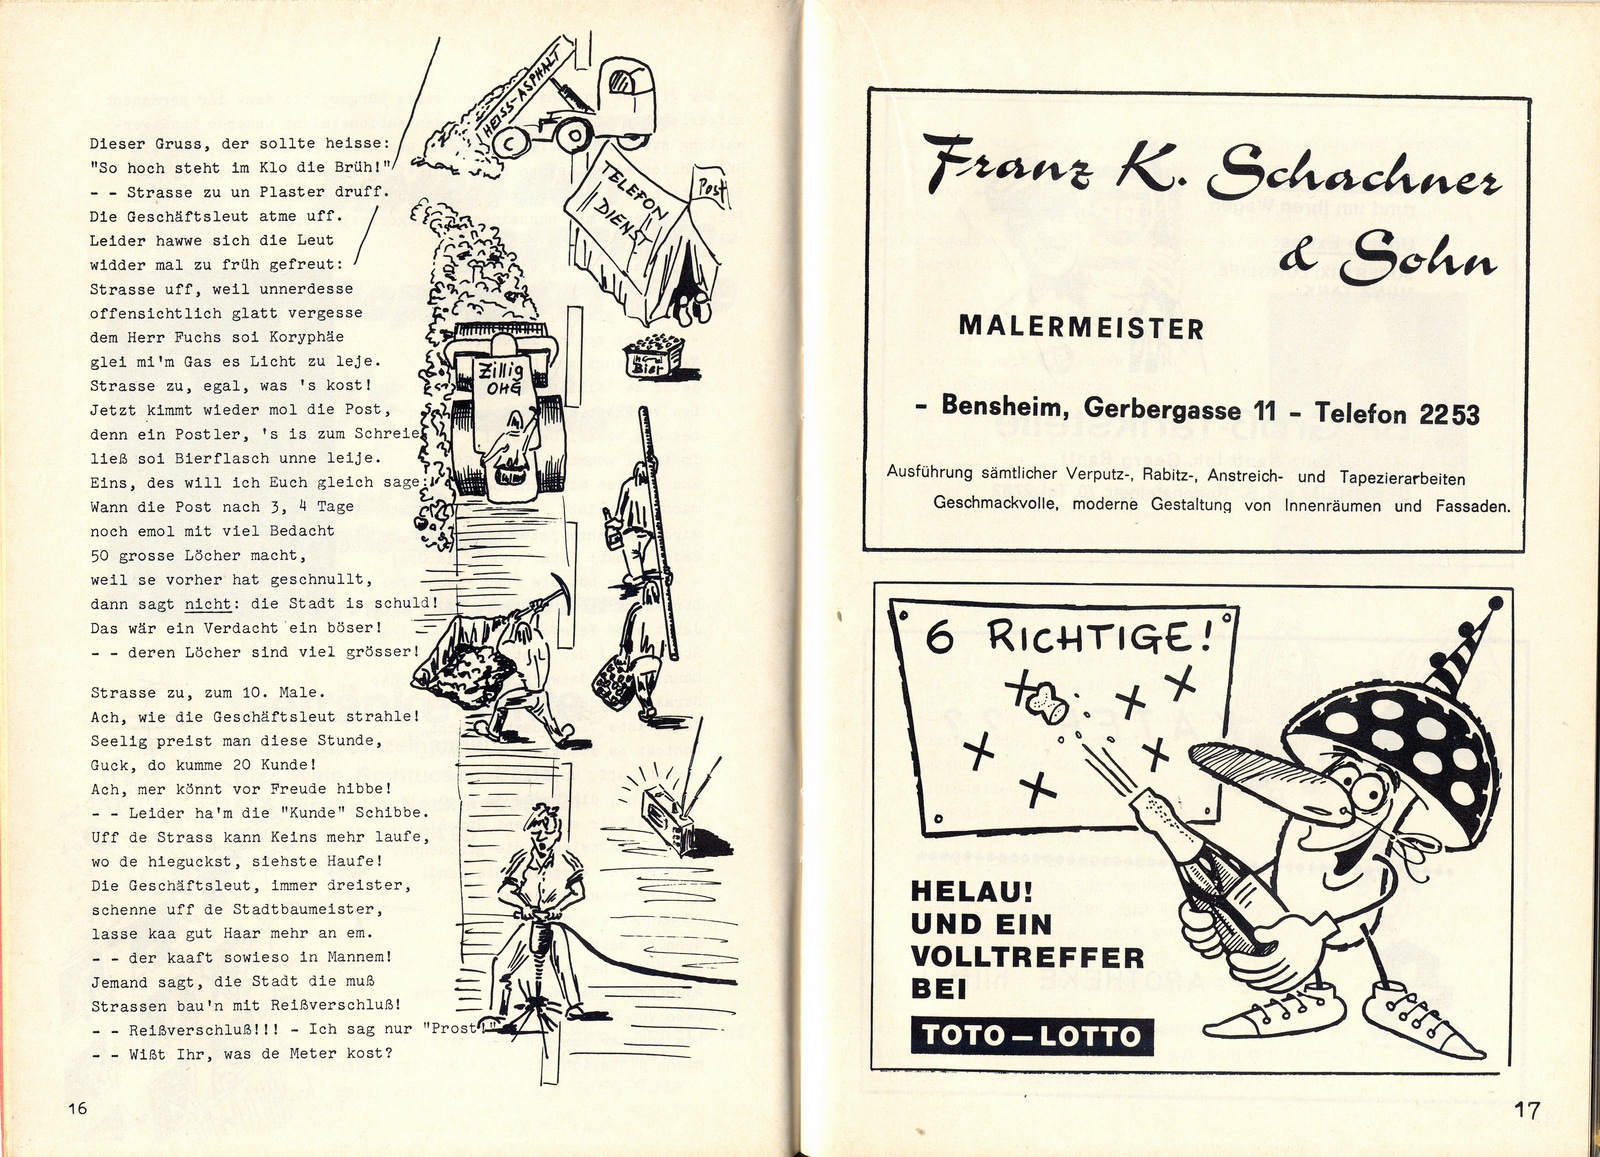 Dieser Gruss, der sollte heisse:
"So hoch steht im Klo die Brüh!"
- - Strasse zu un Plaster druff.
Die Geschäftsleut atme uff.
Leider hawwe sich die Leut
widder mal zu früh gefreut:
Strasse uff, weil unnerdesse
offensichtlich glatt vergesse
dem Herr Fuchs soi Koryphäe
glei mi'm Gas es Licht zu leje.
Strasse zu, egal, was 's kost!
Jetzt kimmt wieder mol die Post,
denn ein Postler, 's is zum Schreie,
ließ soi Bierflasch unne leije.
Eins, des will ich Euch gleich sage:
Wann die Post nach 3, 4 Tage
noch emol mit viel Bedacht
50 grosse Löcher macht,
weil se vorher hat geschnullt,
dann sagt nicht: die Stadt is schuld!
Das wär ein Verdacht ein böser!
- - deren Löcher sind viel grösser!
Strasse zu, zum 10. Male.
Ach, wie die Geschäftsleut strahle!
Seelig preist man diese Stunde,
Guck, do kumme 20 Kunde!
Ach, mer könnt vor Freude hibbe!
- - Leider ha'm die "Kunde" Schibbe.
Uff de Strass kann Keins mehr laufe,
wo de hieguckst, siehste Haufe!
Die Geschäftsleut, immer dreister,
schenne uff de Stadtbaumeister,
lasse kaa gut Haar mehr an em.
- - der kaaft sowieso in Mannem!
Jemand sagt, die Stadt die muß
Strassen bau'n mit Reißverschluß!
- - Reißverschluß!!! - Ich sag nur "Prost!"
- - Wißt Ihr, was de Meter kost?
HEISS-ASPHALT
TELEFON
DIENST
Post
Zillig
OHG
Bier
16
Franz K. Schachner
& Sohn
MALERMEISTER
- Bensheim, Gerbergasse 11 - Telefon 2253
Ausführung sämtlicher Verputz-, Rabitz-, Anstreich- und Tapezierarbeiten
Geschmackvolle, moderne Gestaltung von Innenräumen und Fassaden.
6 RICHTIGE!
HELAU!
UND EIN
VOLLTREFFER
BEI
TOTO-LOTTO
17